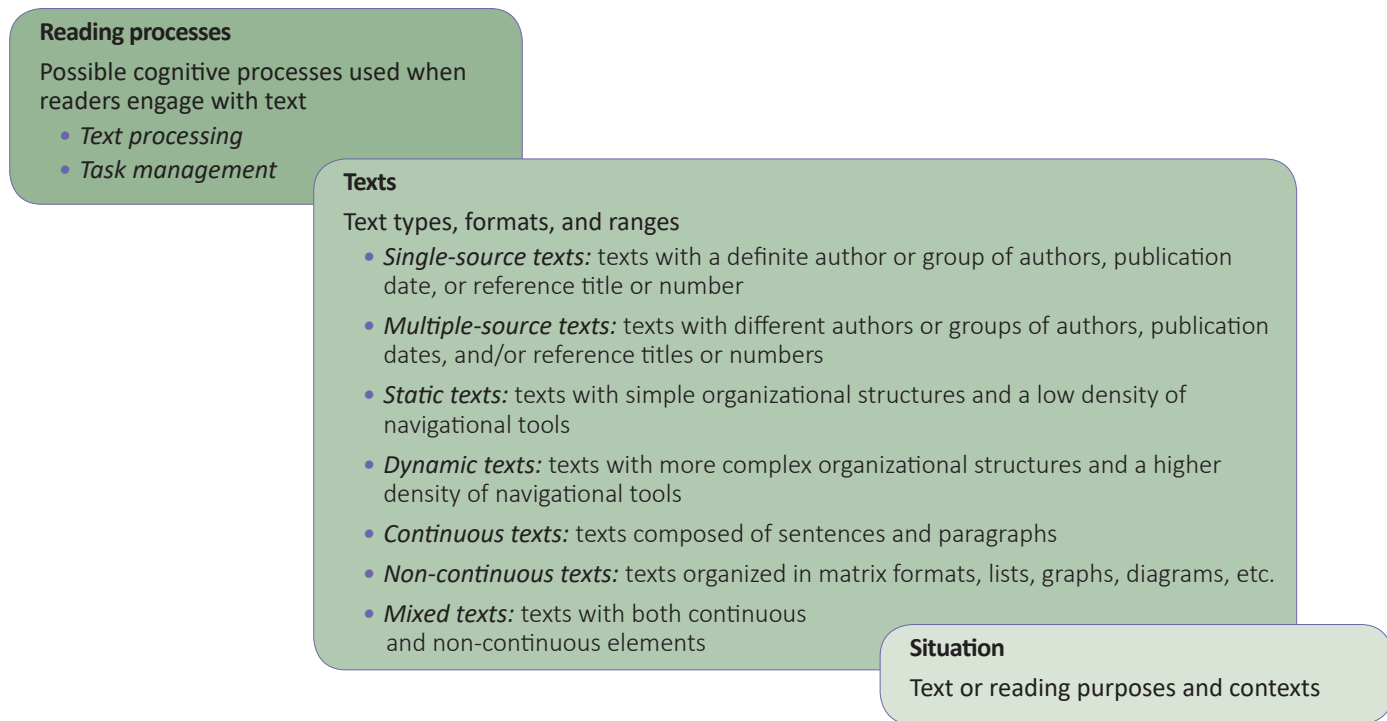 Reading processes
Possible cognitive processes used when
readers engage with text
• Text processing
• Task management
Texts
Text types, formats, and ranges
• Single-source texts: texts with a definite author or group of authors, publication
date, or reference title or number
• Multiple-source texts: texts with different authors or groups of authors, publication
dates, and/or reference titles or numbers
• Static texts: texts with simple organizational structures and a low density of
navigational tools
• Dynamic texts: texts with more complex organizational structures and a higher
density of navigational tools
• Continuous texts: texts composed of sentences and paragraphs
• Non-continuous texts: texts organized in matrix formats, lists, graphs, diagrams, etc.
• Mixed texts: texts with both continuous
and non-continuous elements
Situation
Text or reading purposes and contexts